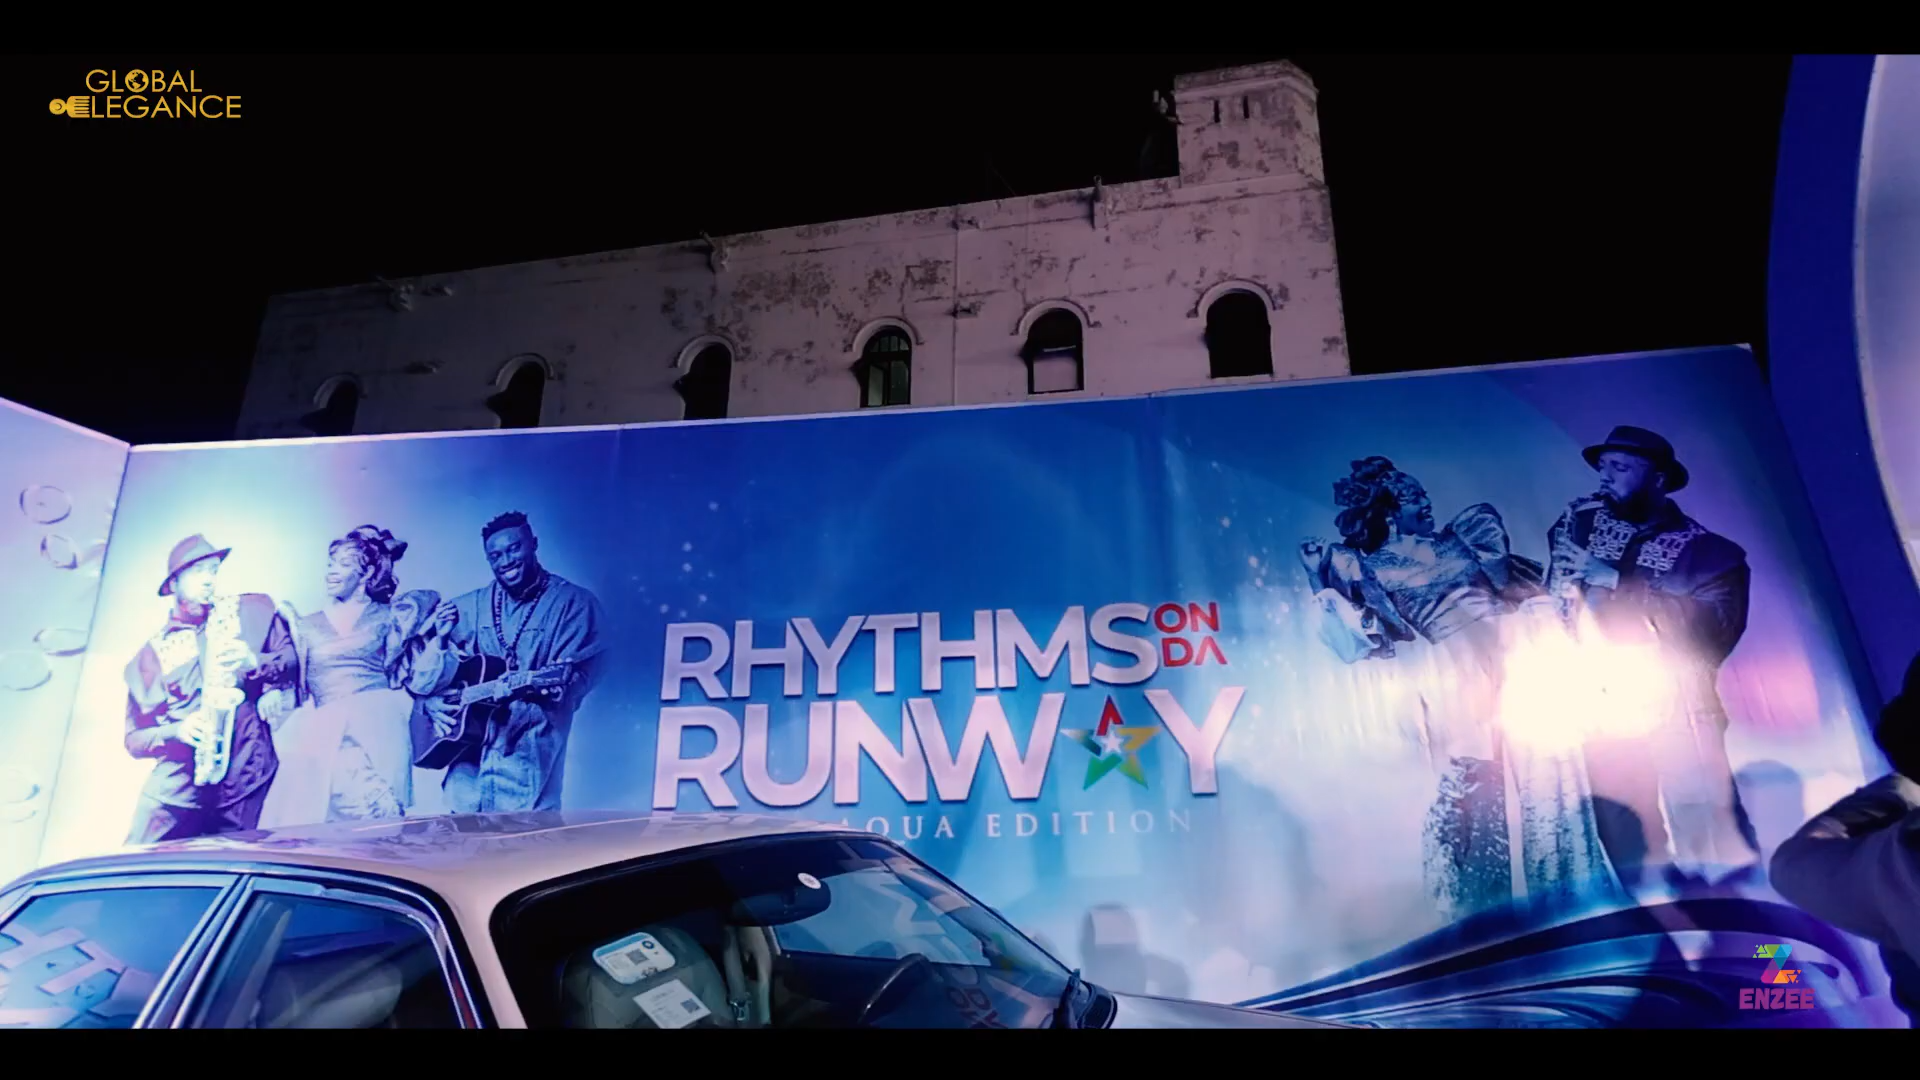 GLOBAL
ELEGANCE
RHYTHMS ON DA
RUNWAY
AQUA EDITION
ENZEE